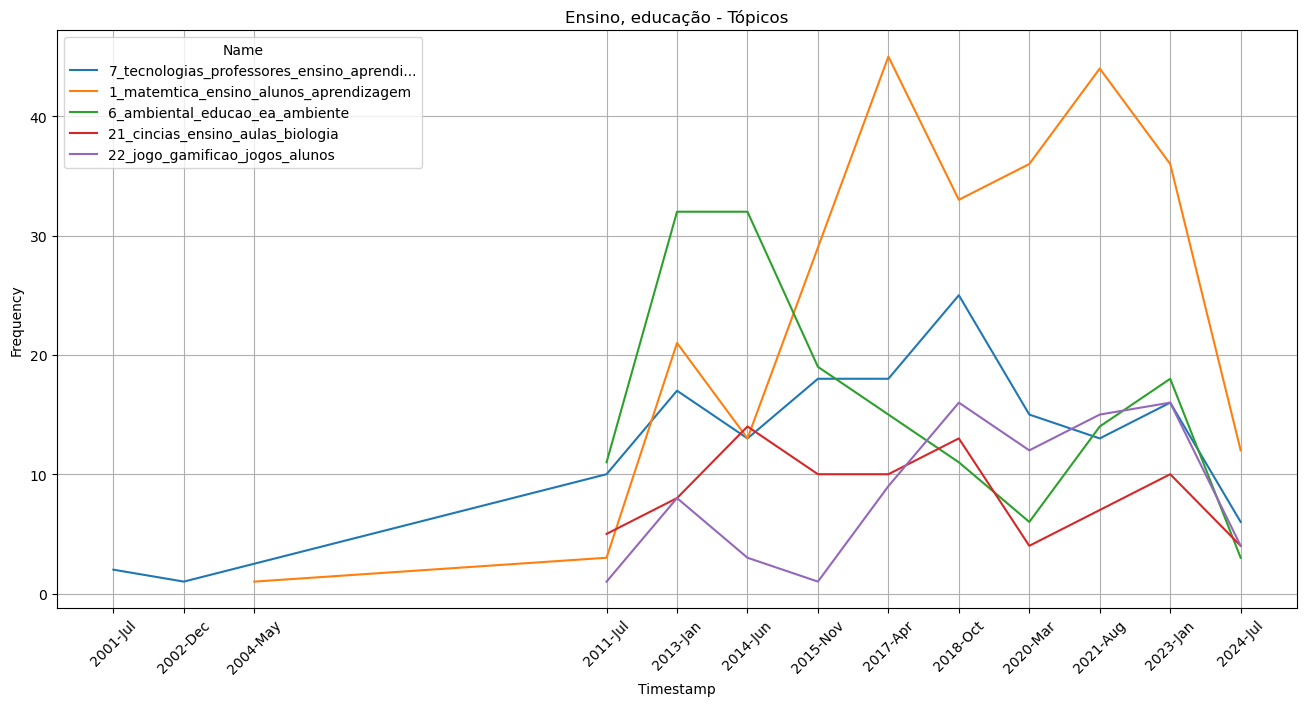 Ensino, educação - Tópicos
Name
7_tecnologias_professores_ensino_aprendi...
1_matemtica_ensino_alunos_aprendizagem
6_ambiental_educao_ea_ambiente
21_cincias_ensino_aulas_biologia
22_jogo_gamificao_jogos_alunos
Frequency
40
30
20
10
0
2001-Jul
2002-Dec
2004-May
2011-Jul
2013-Jan
2014-Jun
2015-Nov
2017-Apr
2018-Oct
2020-Mar
2021-Aug
2023-Jan
2024-Jul
Timestamp